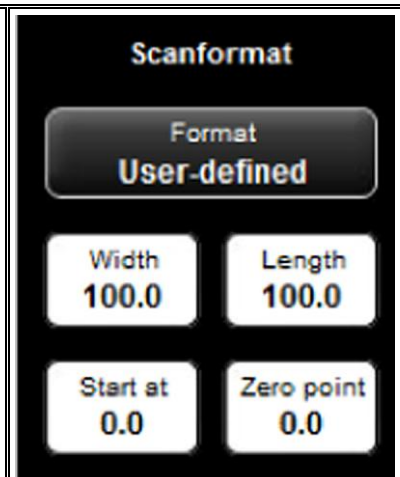 Scanformat
Format
User-defined
Width
100.0
Length
100.0
Start at
0.0
Zero point
0.0